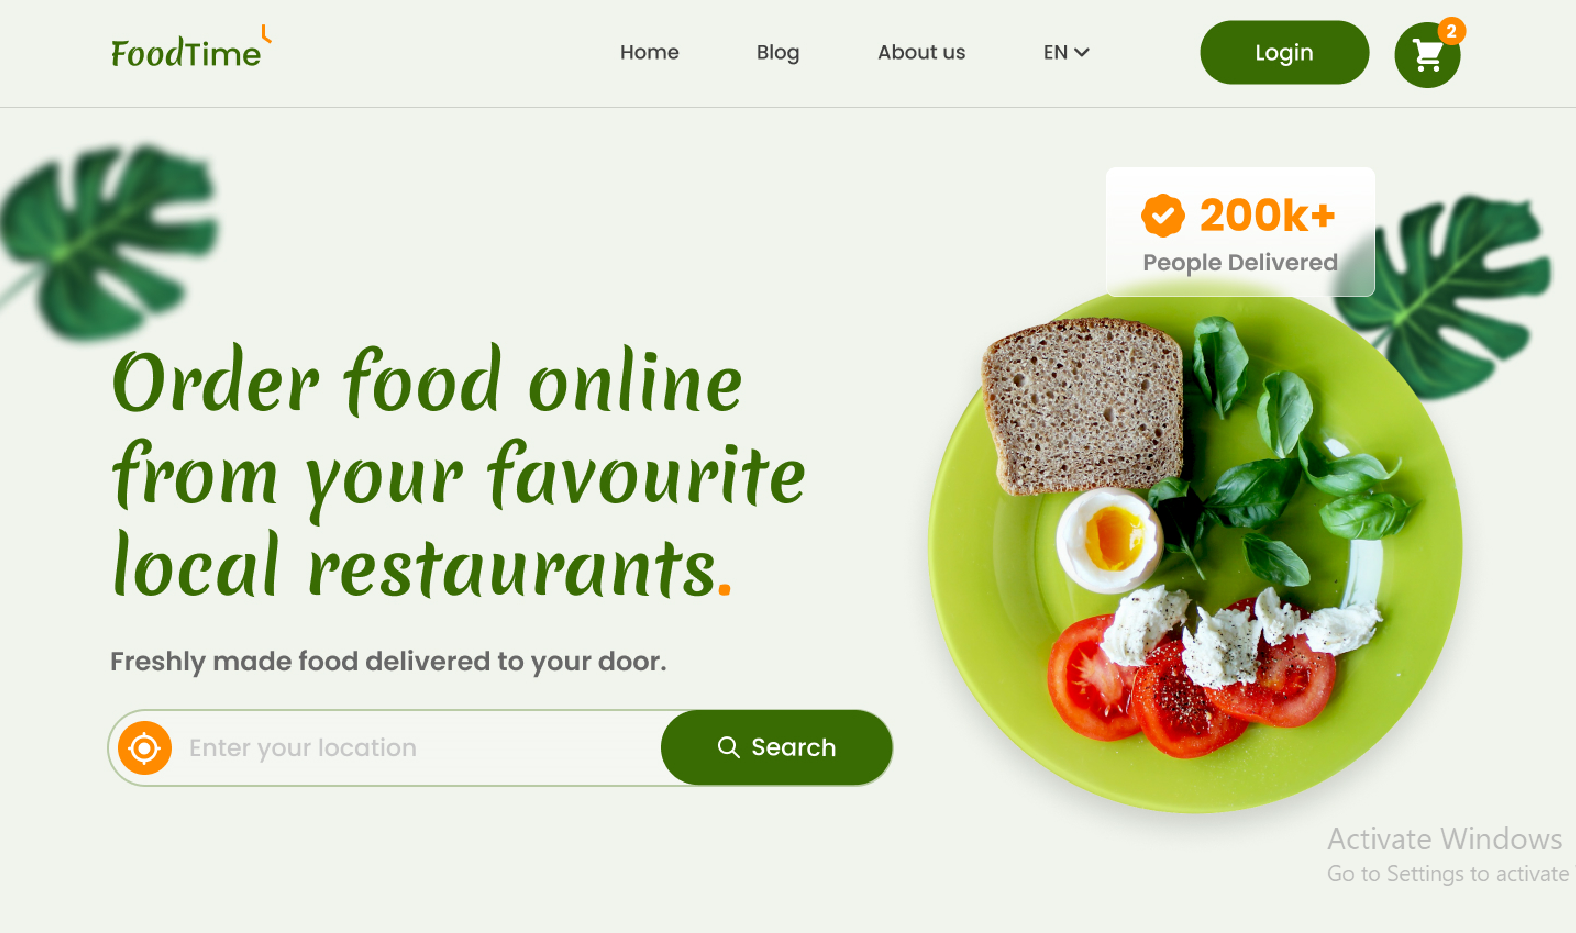 FoodTime
Home
Blog
About us
EN
Login
2
200k+
People Delivered
Order food online
from your favourite
local restaurants.
Freshly made food delivered to your door.
Enter your location
Search
Activate Windows
Go to Settings to activate